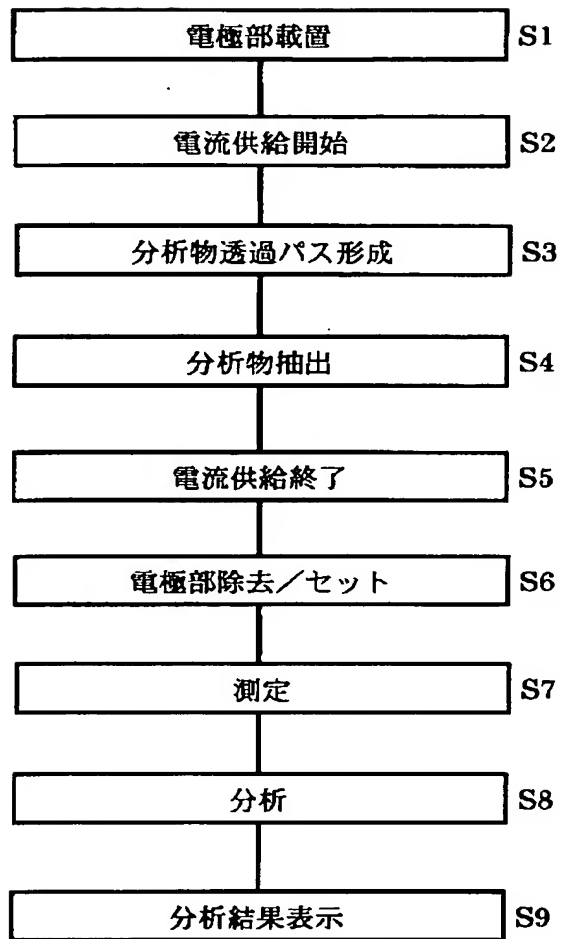 電極部載置 S1
電流供給開始 S2
分析物透過パス形成 S3
分析物抽出 S4
電流供給終了 S5
電極部除去／セット S6
測定 S7
分析 S8
分析結果表示 S9